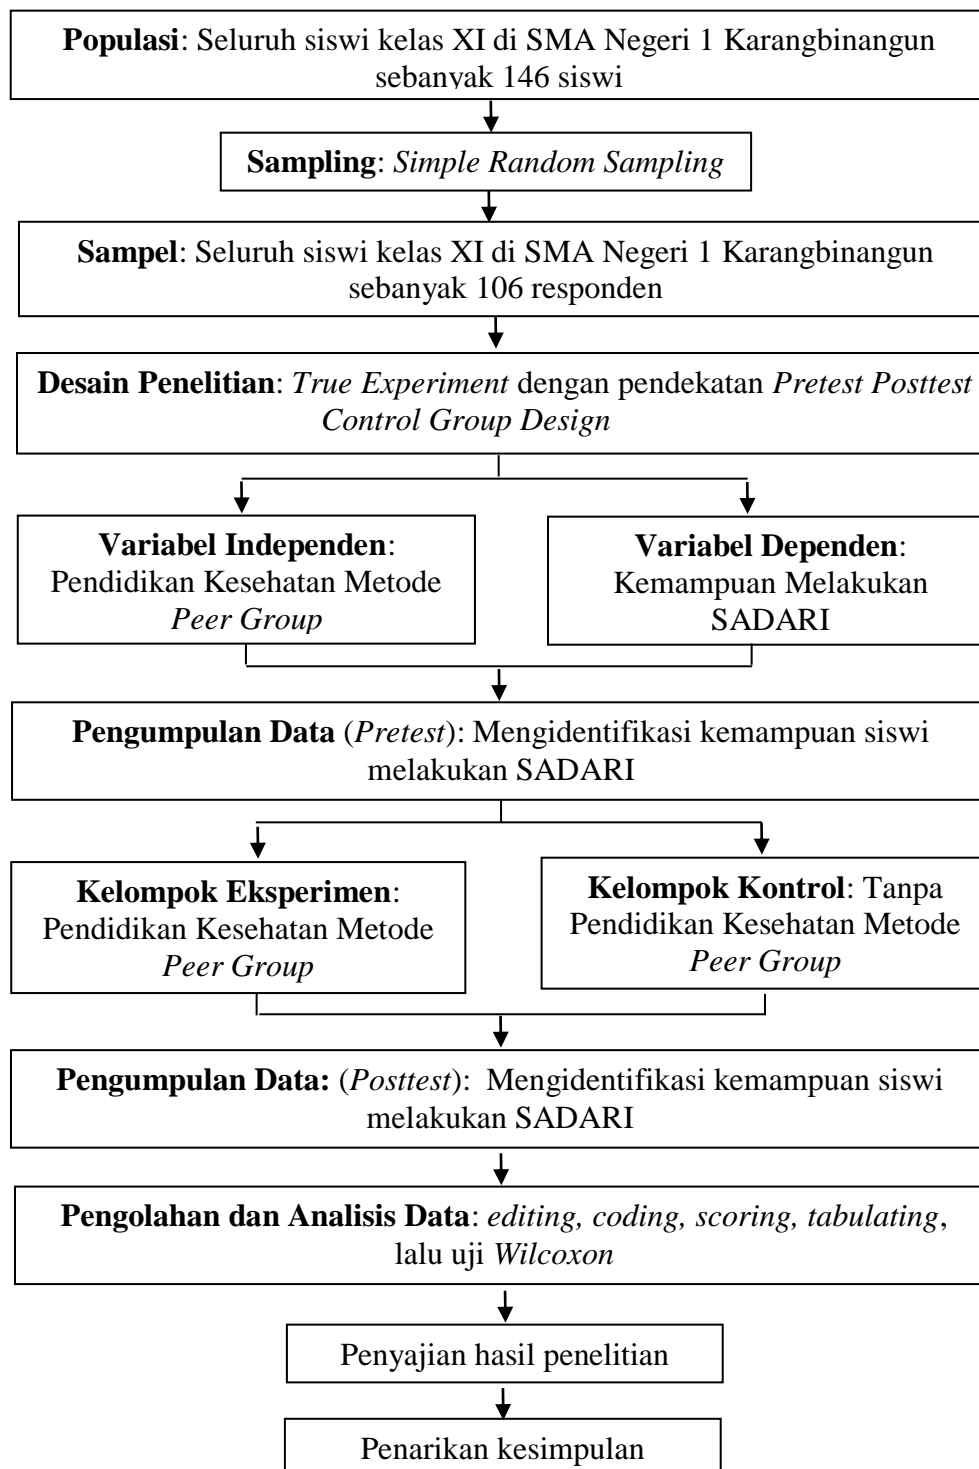 Populasi: Seluruh siswi kelas XI di SMA Negeri 1 Karangbinangun
sebanyak 146 siswi
Sampling: Simple Random Sampling
Sampel: Seluruh siswi kelas XI di SMA Negeri 1 Karangbinangun
sebanyak 106 responden
Desain Penelitian: True Experiment dengan pendekatan Pretest Posttest
Control Group Design
Variabel Independen:
Pendidikan Kesehatan Metode
Peer Group
Variabel Dependen:
Kemampuan Melakukan
SADARI
Pengumpulan Data (Pretest): Mengidentifikasi kemampuan siswi
melakukan SADARI
Kelompok Eksperimen:
Pendidikan Kesehatan Metode
Peer Group
Kelompok Kontrol: Tanpa
Pendidikan Kesehatan Metode
Peer Group
Pengumpulan Data: (Posttest): Mengidentifikasi kemampuan siswi
melakukan SADARI
Pengolahan dan Analisis Data: editing, coding, scoring, tabulating,
lalu uji Wilcoxon
Penyajian hasil penelitian
Penarikan kesimpulan